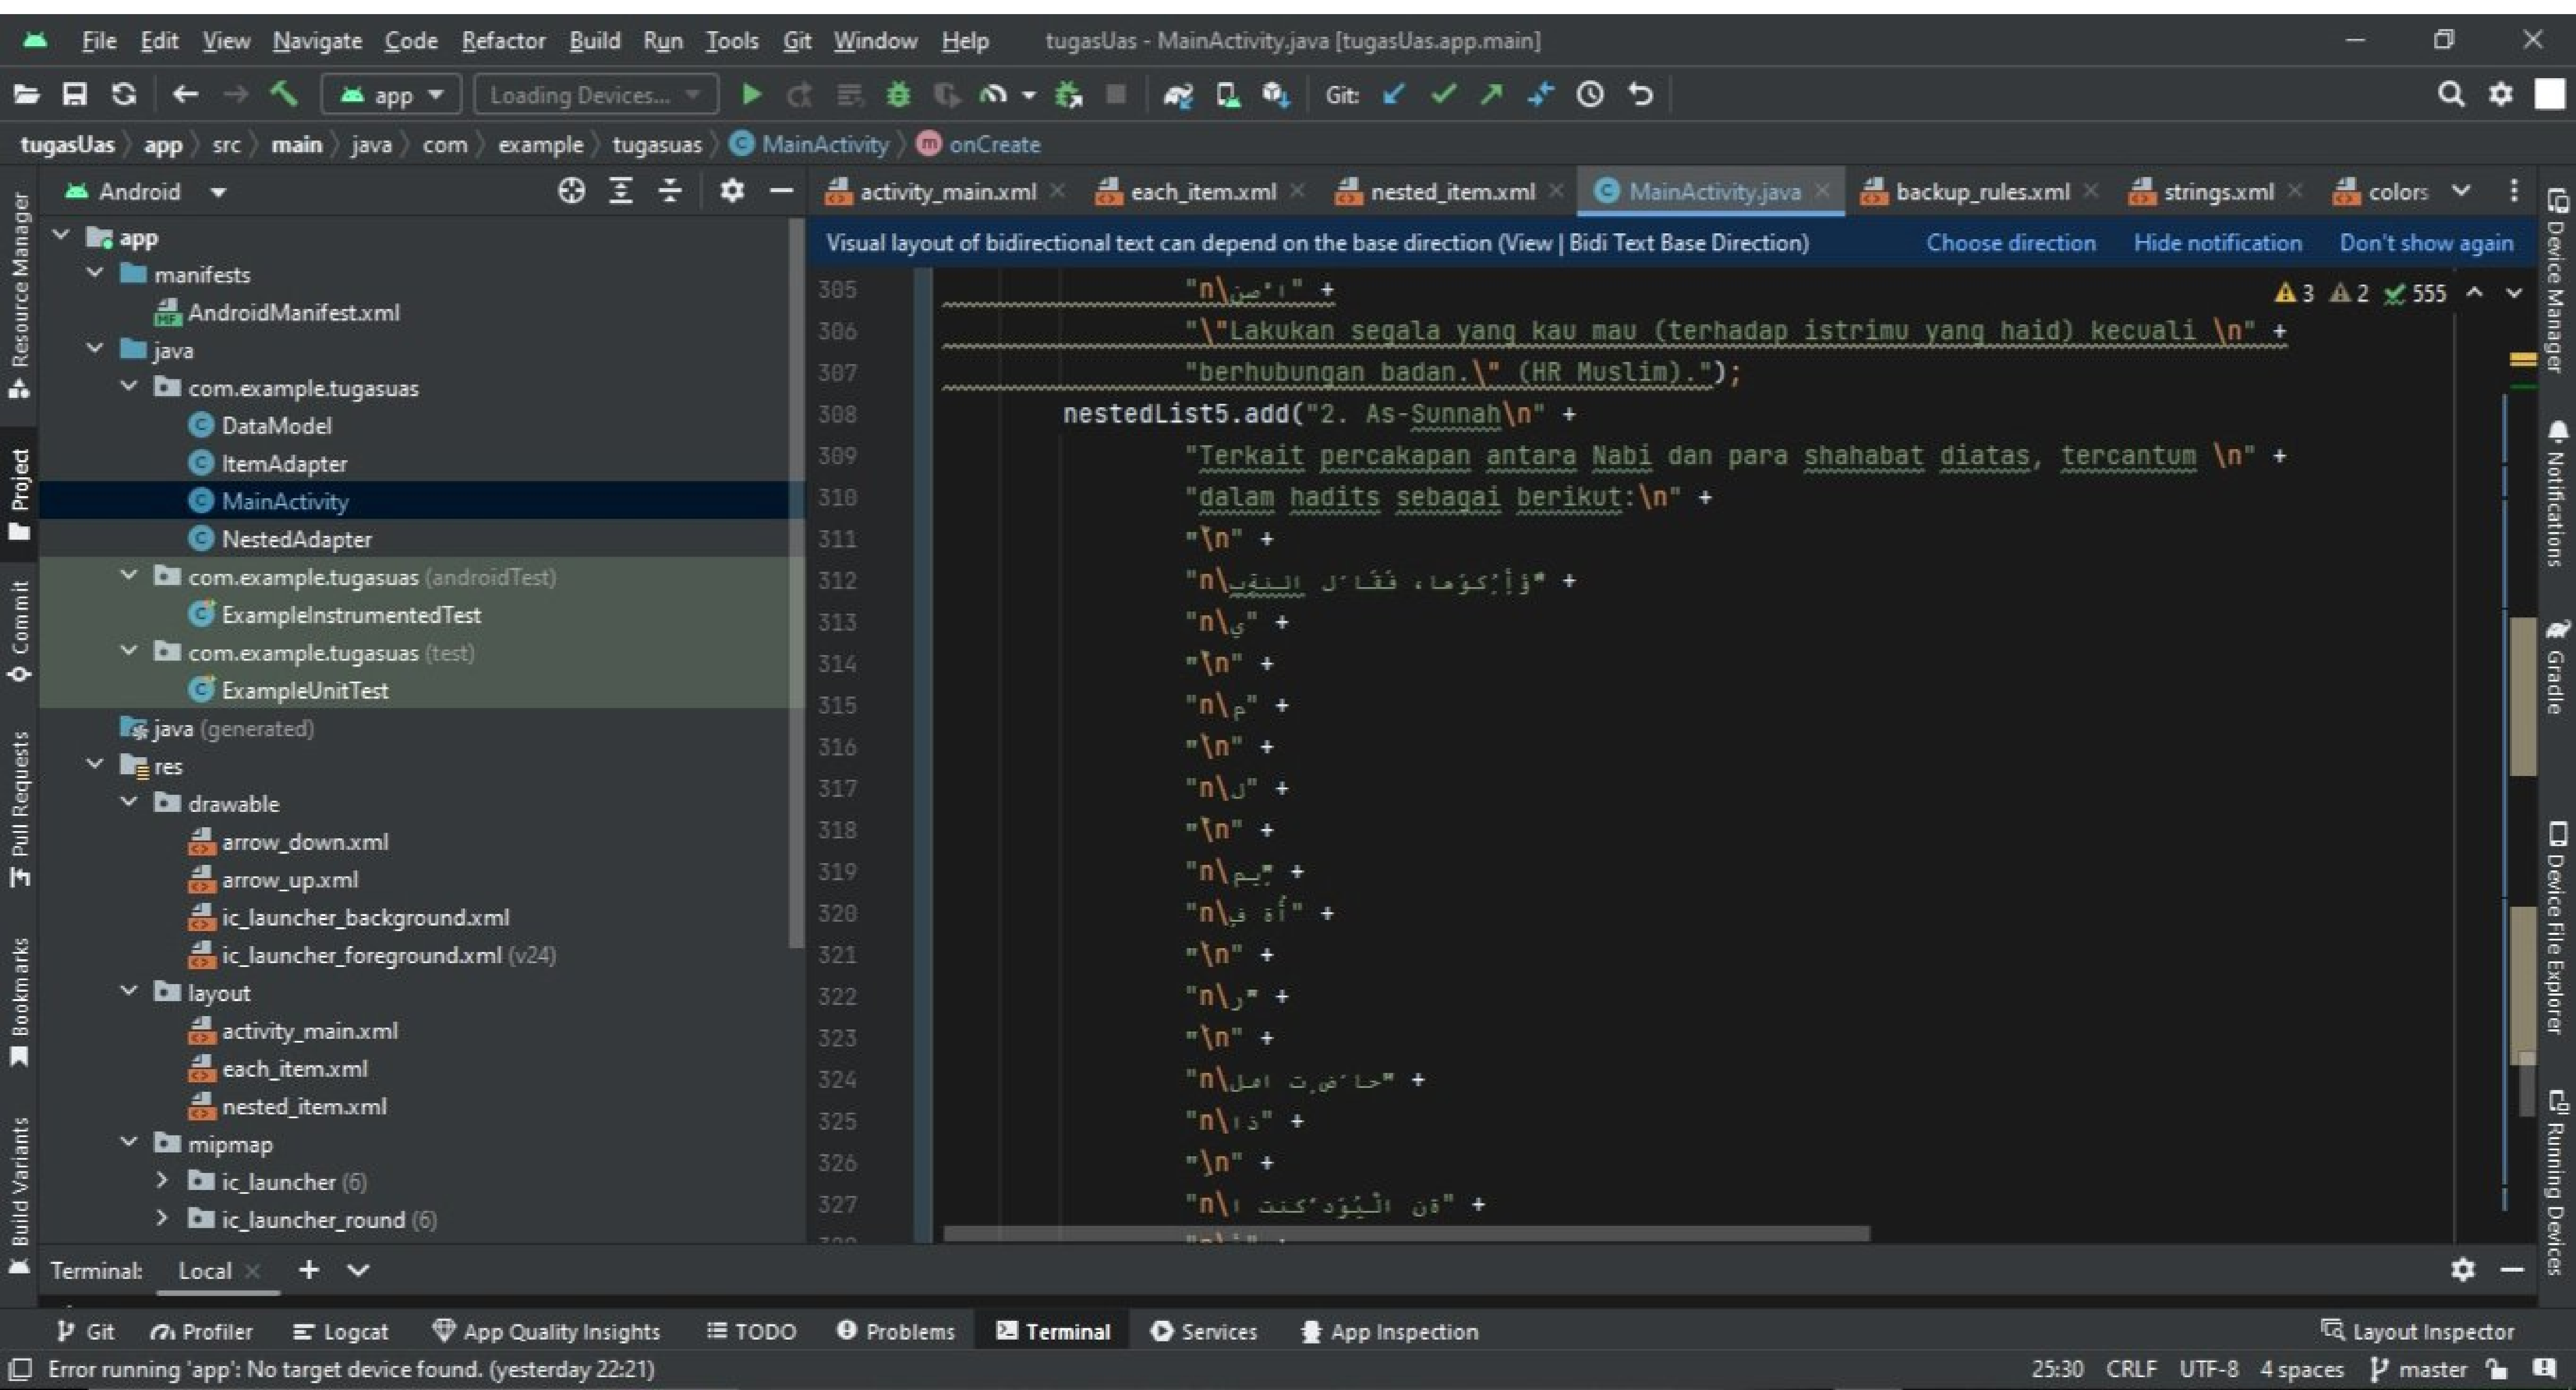 File Edit View Navigate Code Refactor Build Run Tools Git Window Help tugasUas - MainActivity.java [tugasUas.app.main]
app Loading Devices... Git:
tugasUas app src main java com example tugasuas MainActivity onCreate
Android
activity_main.xml each_item.xml nested_item.xml MainActivity.java backup_rules.xml strings.xml colors
Visual layout of bidirectional text can depend on the base direction (View | Bidi Text Base Direction) Choose direction Hide notification Don't show again
3 2 555
Resource Manager
Project
Commit
Pull Requests
Bookmarks
Build Variants
app
manifests
AndroidManifest.xml
java
com.example.tugasuas
DataModel
ItemAdapter
MainActivity
NestedAdapter
com.example.tugasuas (androidTest)
ExampleInstrumentedTest
com.example.tugasuas (test)
ExampleUnitTest
java (generated)
res
drawable
arrow_down.xml
arrow_up.xml
ic_launcher_background.xml
ic_launcher_foreground.xml (v24)
layout
activity_main.xml
each_item.xml
nested_item.xml
mipmap
ic_launcher (6)
ic_launcher_round (6)
305
306 "\"Lakukan segala yang kau mau (terhadap istrimu yang haid) kecuali \n" +
307 "berhubungan badan.\" (HR Muslim).");
308 nestedList5.add("2. As-Sunnah\n" +
309 "Terkait percakapan antara Nabi dan para shahabat diatas, tercantum \n" +
310 "dalam hadits sebagai berikut:\n" +
311 "\n" +
312
313 "ي\n" +
314 "\n" +
315 "م\n" +
316 "\n" +
317 "ل\n" +
318 "\n" +
319
320
321 "\n" +
322 "ر\n" +
323 "\n" +
324
325 "ذا\n" +
326 "\n" +
327
Device Manager
Notifications
Gradle
Device File Explorer
Running Devices
Terminal: Local
Git Profiler Logcat App Quality Insights TODO Problems Terminal Services App Inspection Layout Inspector
Error running 'app': No target device found. (yesterday 22:21) 25:30 CRLF UTF-8 4 spaces master